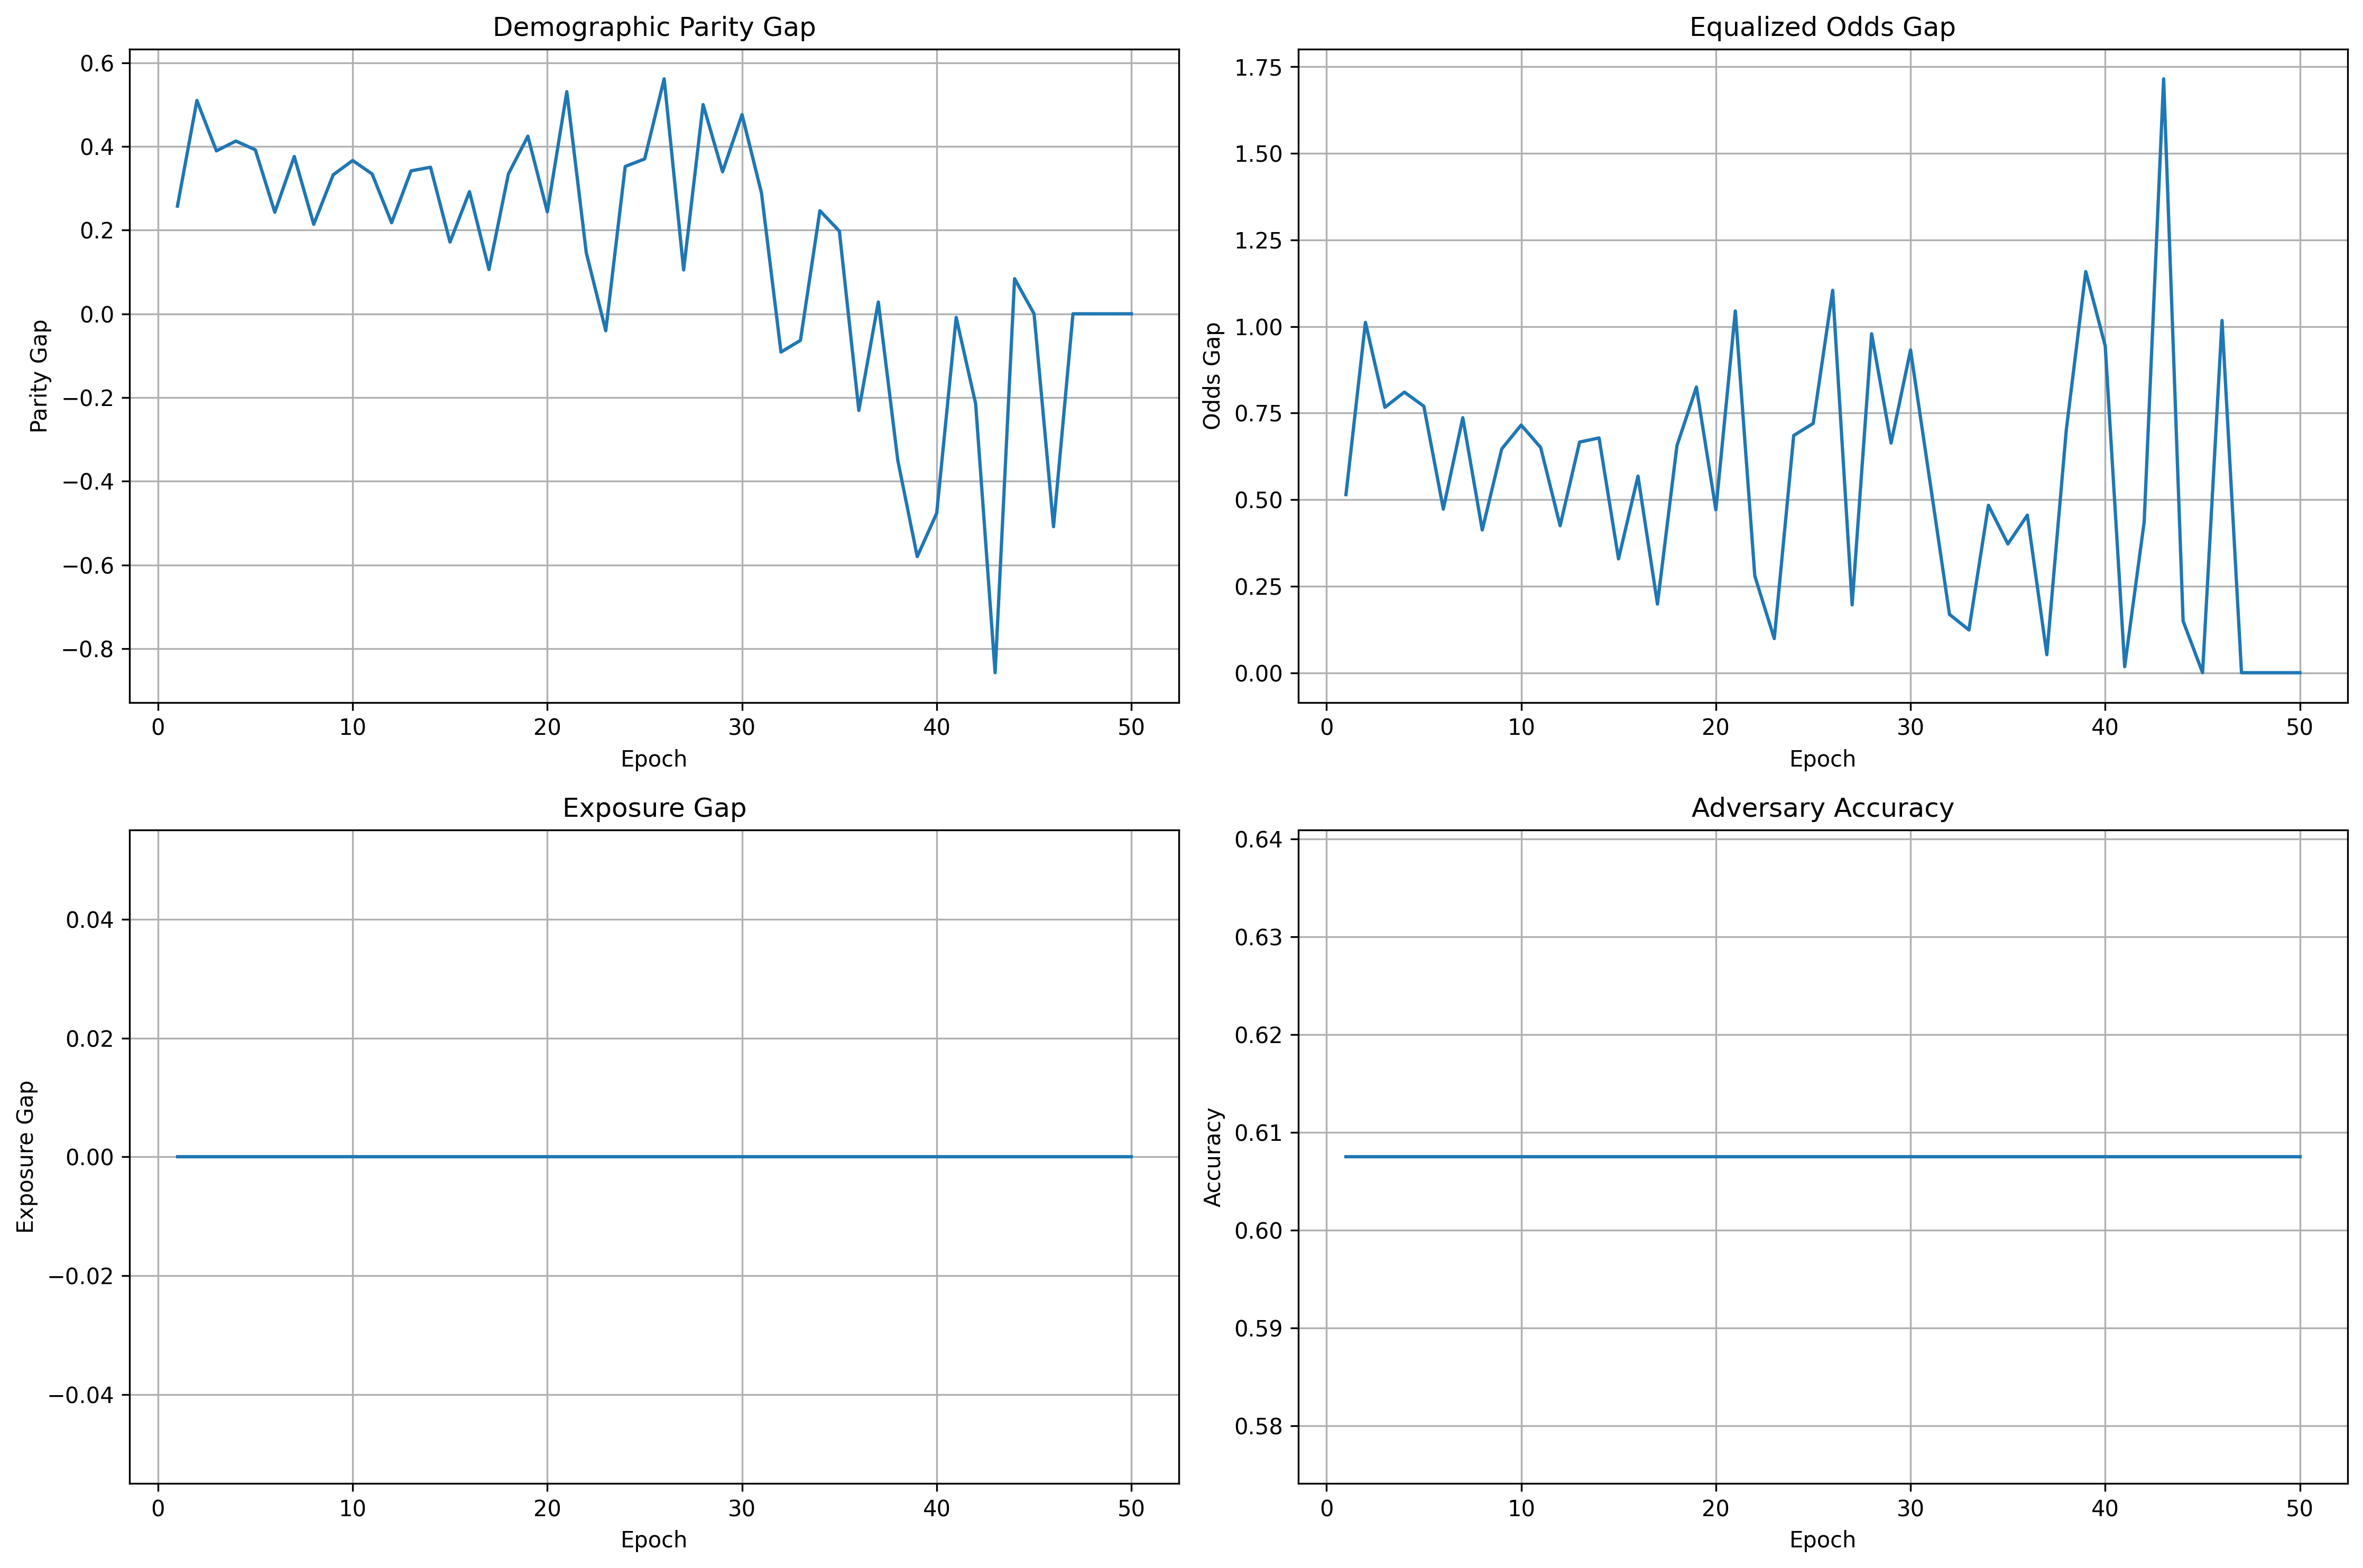 Demographic Parity Gap
Parity Gap
0.6
0.4
0.2
0.0
−0.2
−0.4
−0.6
−0.8
0 10 20 30 40 50
Epoch
Equalized Odds Gap
Odds Gap
1.75
1.50
1.25
1.00
0.75
0.50
0.25
0.00
0 10 20 30 40 50
Epoch
Exposure Gap
Exposure Gap
0.04
0.02
0.00
−0.02
−0.04
0 10 20 30 40 50
Epoch
Adversary Accuracy
Accuracy
0.64
0.63
0.62
0.61
0.60
0.59
0.58
0 10 20 30 40 50
Epoch